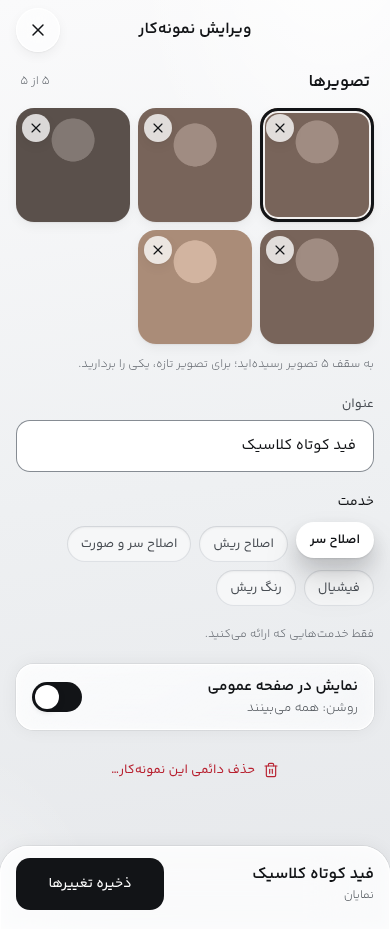 ویرایش نمونه‌کار
تصویرها
۵ از ۵
به سقف ۵ تصویر رسیده‌اید؛ برای تصویر تازه، یکی را بردارید.
عنوان
فید کوتاه کلاسیک
خدمت
اصلاح سر
اصلاح ریش
اصلاح سر و صورت
فیشیال
رنگ ریش
فقط خدمت‌هایی که ارائه می‌کنید.
نمایش در صفحه عمومی
روشن: همه می‌بینند
حذف دائمی این نمونه‌کار…
فید کوتاه کلاسیک
نمایان
ذخیره تغییرها